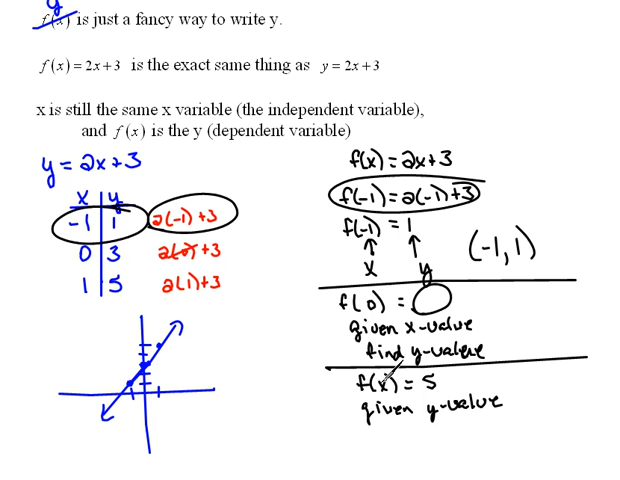 y
f(x) is just a fancy way to write y.
f(x) = 2x+3 is the exact same thing as y = 2x+3
x is still the same x variable (the independent variable),
and f(x) is the y (dependent variable)
y = 2x+3
x y
-1 1 2(-1)+3
0 3 2(0)+3
1 5 2(1)+3
f(x) = 2x+3
f(-1) = 2(-1)+3
f(-1) = 1
x y
(-1, 1)
f(0) =
given x-value
find y-value
f(x) = 5
given y-value